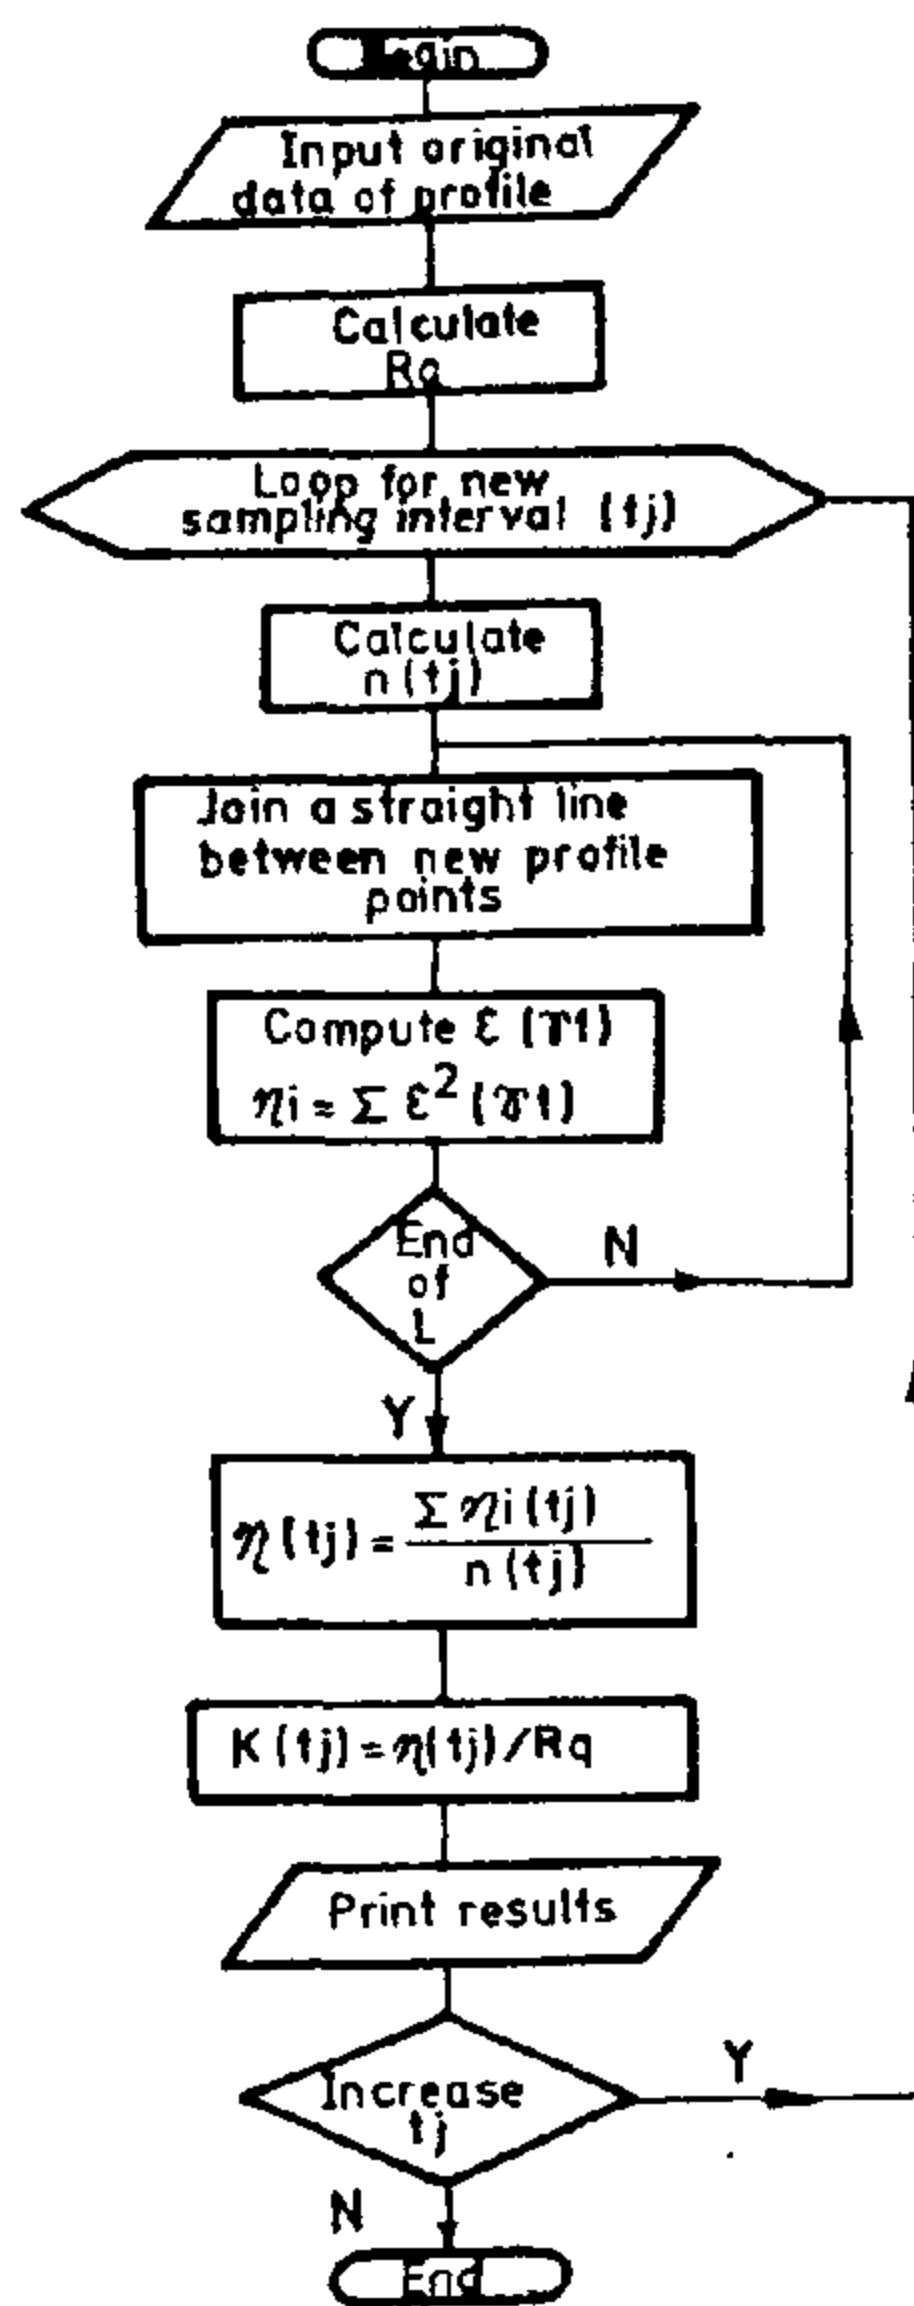 Begin
Input original
data of profile
Calculate
Rq
Loop for new
sampling interval (tj)
Calculate
n (tj)
Join a straight line
between new profile
points
Compute ε (τt)
ηi = Σ ε² (τt)
End
of
L
N
Y
η (tj) = Σ ηi (tj) / n (tj)
K (tj) = η(tj) / Rq
Print results
Increase
tj
Y
N
End